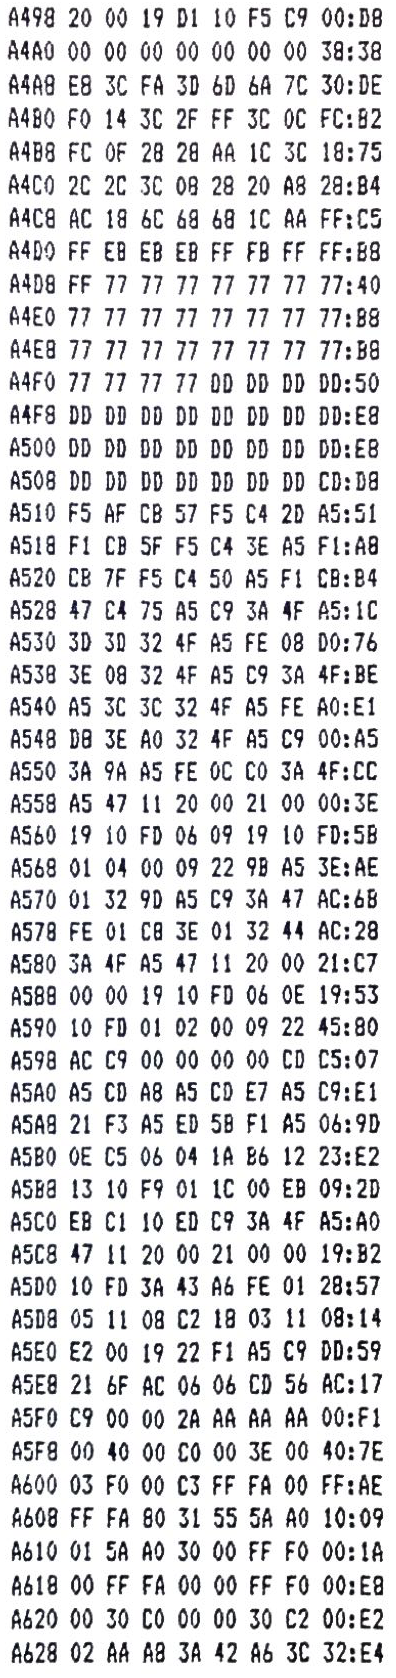 A498 20 00 19 D1 10 F5 C9 00:D8
A4A0 00 00 00 00 00 00 00 38:38
A4A8 E8 3C FA 3D 6D 6A 7C 30:DE
A4B0 F0 14 3C 2F FF 3C 0C FC:B2
A4B8 FC 0F 28 28 AA 1C 3C 18:75
A4C0 2C 2C 3C 08 28 20 A8 28:B4
A4C8 AC 18 6C 68 68 1C AA FF:C5
A4D0 FF EB EB EB FF FB FF FF:B8
A4D8 FF 77 77 77 77 77 77 77:40
A4E0 77 77 77 77 77 77 77 77:B8
A4E8 77 77 77 77 77 77 77 77:B8
A4F0 77 77 77 77 DD DD DD DD:50
A4F8 DD DD DD DD DD DD DD DD:E8
A500 DD DD DD DD DD DD DD DD:E8
A508 DD DD DD DD DD DD DD CD:D8
A510 F5 AF CB 57 F5 C4 2D A5:51
A518 F1 CB 5F F5 C4 3E A5 F1:A8
A520 CB 7F F5 C4 50 A5 F1 CB:B4
A528 47 C4 75 A5 C9 3A 4F A5:1C
A530 3D 3D 32 4F A5 FE 08 D0:76
A538 3E 08 32 4F A5 C9 3A 4F:BE
A540 A5 3C 3C 32 4F A5 FE A0:E1
A548 D8 3E A0 32 4F A5 C9 00:A5
A550 3A 9A A5 FE 0C C0 3A 4F:CC
A558 A5 47 11 20 00 21 00 00:3E
A560 19 10 FD 06 09 19 10 FD:5B
A568 01 04 00 09 22 9B A5 3E:AE
A570 01 32 9D A5 C9 3A 47 AC:6B
A578 FE 01 C8 3E 01 32 44 AC:28
A580 3A 4F A5 47 11 20 00 21:C7
A588 00 00 19 10 FD 06 0E 19:53
A590 10 FD 01 02 00 09 22 45:80
A598 AC C9 00 00 00 00 CD C5:07
A5A0 A5 CD A8 A5 CD E7 A5 C9:E1
A5A8 21 F3 A5 ED 5B F1 A5 06:9D
A5B0 0E C5 06 04 1A B6 12 23:E2
A5B8 13 10 F9 01 1C 00 EB 09:2D
A5C0 EB C1 10 ED C9 3A 4F A5:A0
A5C8 47 11 20 00 21 00 00 19:B2
A5D0 10 FD 3A 43 A6 FE 01 28:57
A5D8 05 11 08 C2 18 03 11 08:14
A5E0 E2 00 19 22 F1 A5 C9 DD:59
A5E8 21 6F AC 06 06 CD 56 AC:17
A5F0 C9 00 00 2A AA AA AA 00:F1
A5F8 00 40 00 C0 00 3E 00 40:7E
A600 03 F0 00 C3 FF FA 00 FF:AE
A608 FF FA 80 31 55 5A A0 10:09
A610 01 5A A0 30 00 FF F0 00:1A
A618 00 FF FA 00 00 FF F0 00:E8
A620 00 30 C0 00 00 30 C2 00:E2
A628 02 AA A8 3A 42 A6 3C 32:E4